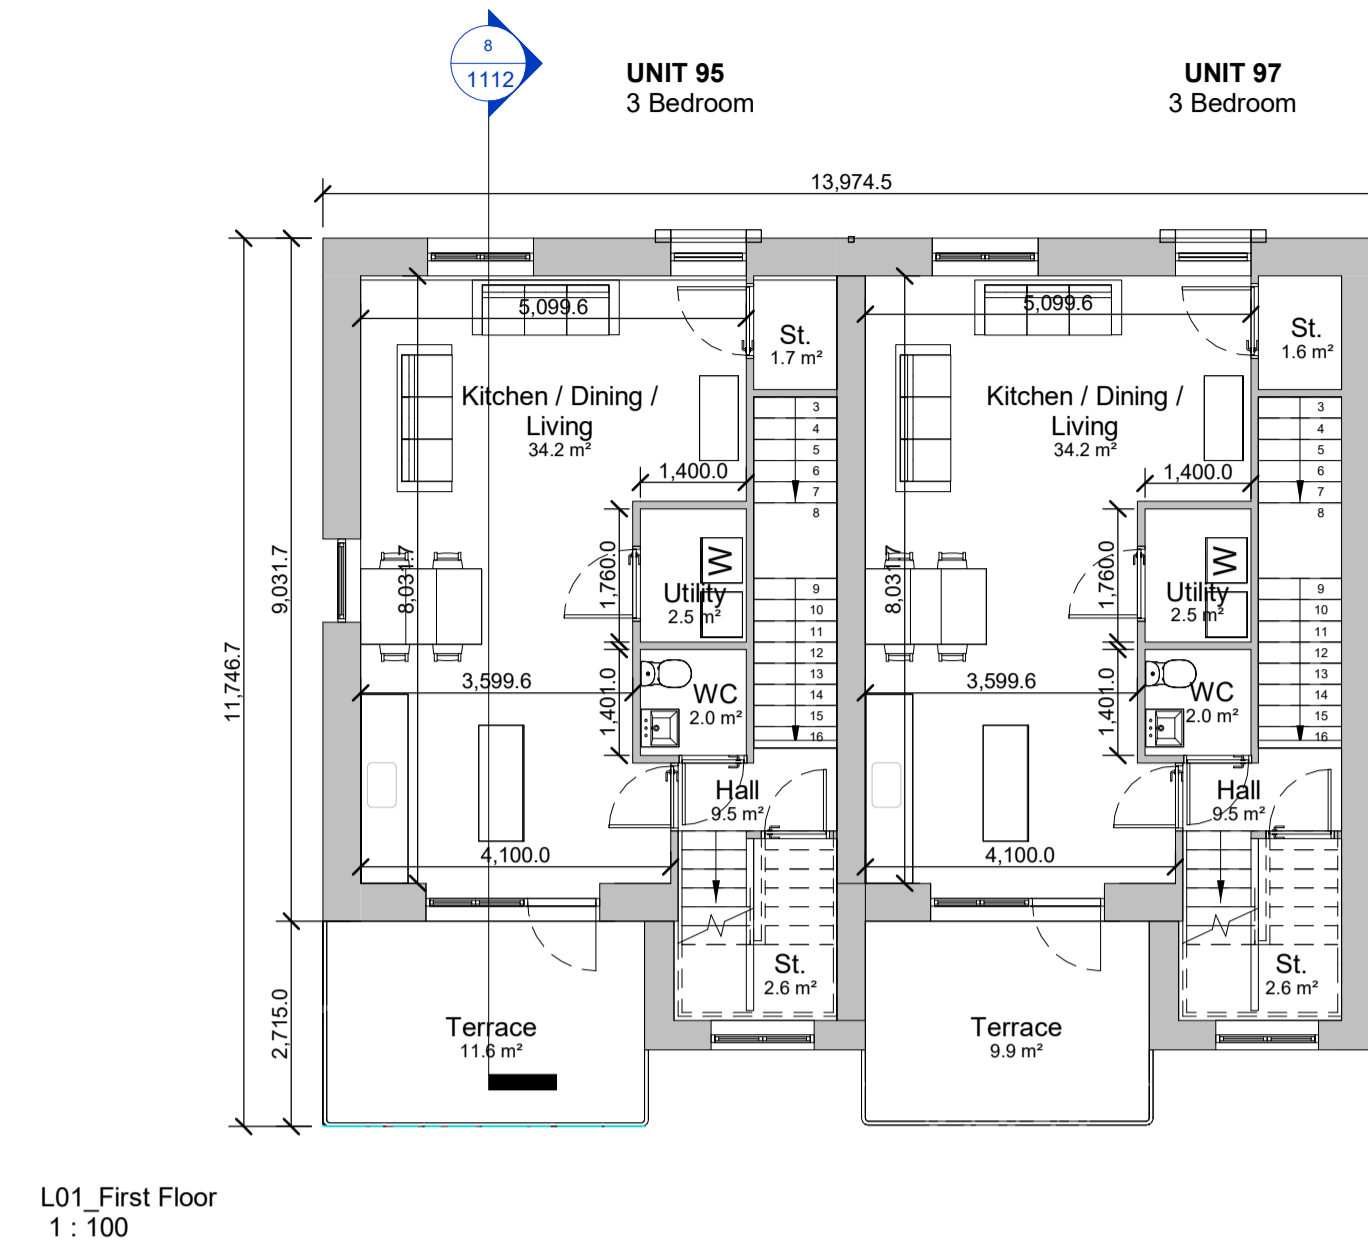 8
1112
UNIT 95
3 Bedroom
UNIT 97
3 Bedroom
13,974.5
5,099.6
5,099.6
St.
1.7 m²
St.
1.6 m²
Kitchen / Dining /
Living
34.2 m²
Kitchen / Dining /
Living
34.2 m²
3
4
5
6
7
8
3
4
5
6
7
8
1,400.0
1,400.0
9,031.7
8,031.7
1,760.0
W
Utility
2.5 m²
8,031.7
1,760.0
W
Utility
2.5 m²
9
10
11
12
13
14
15
16
9
10
11
12
13
14
15
16
11,746.7
3,599.6
1,401.0
WC
2.0 m²
3,599.6
1,401.0
WC
2.0 m²
Hall
9.5 m²
Hall
9.5 m²
4,100.0
4,100.0
2,715.0
St.
2.6 m²
St.
2.6 m²
Terrace
11.6 m²
Terrace
9.9 m²
L01_First Floor
1 : 100